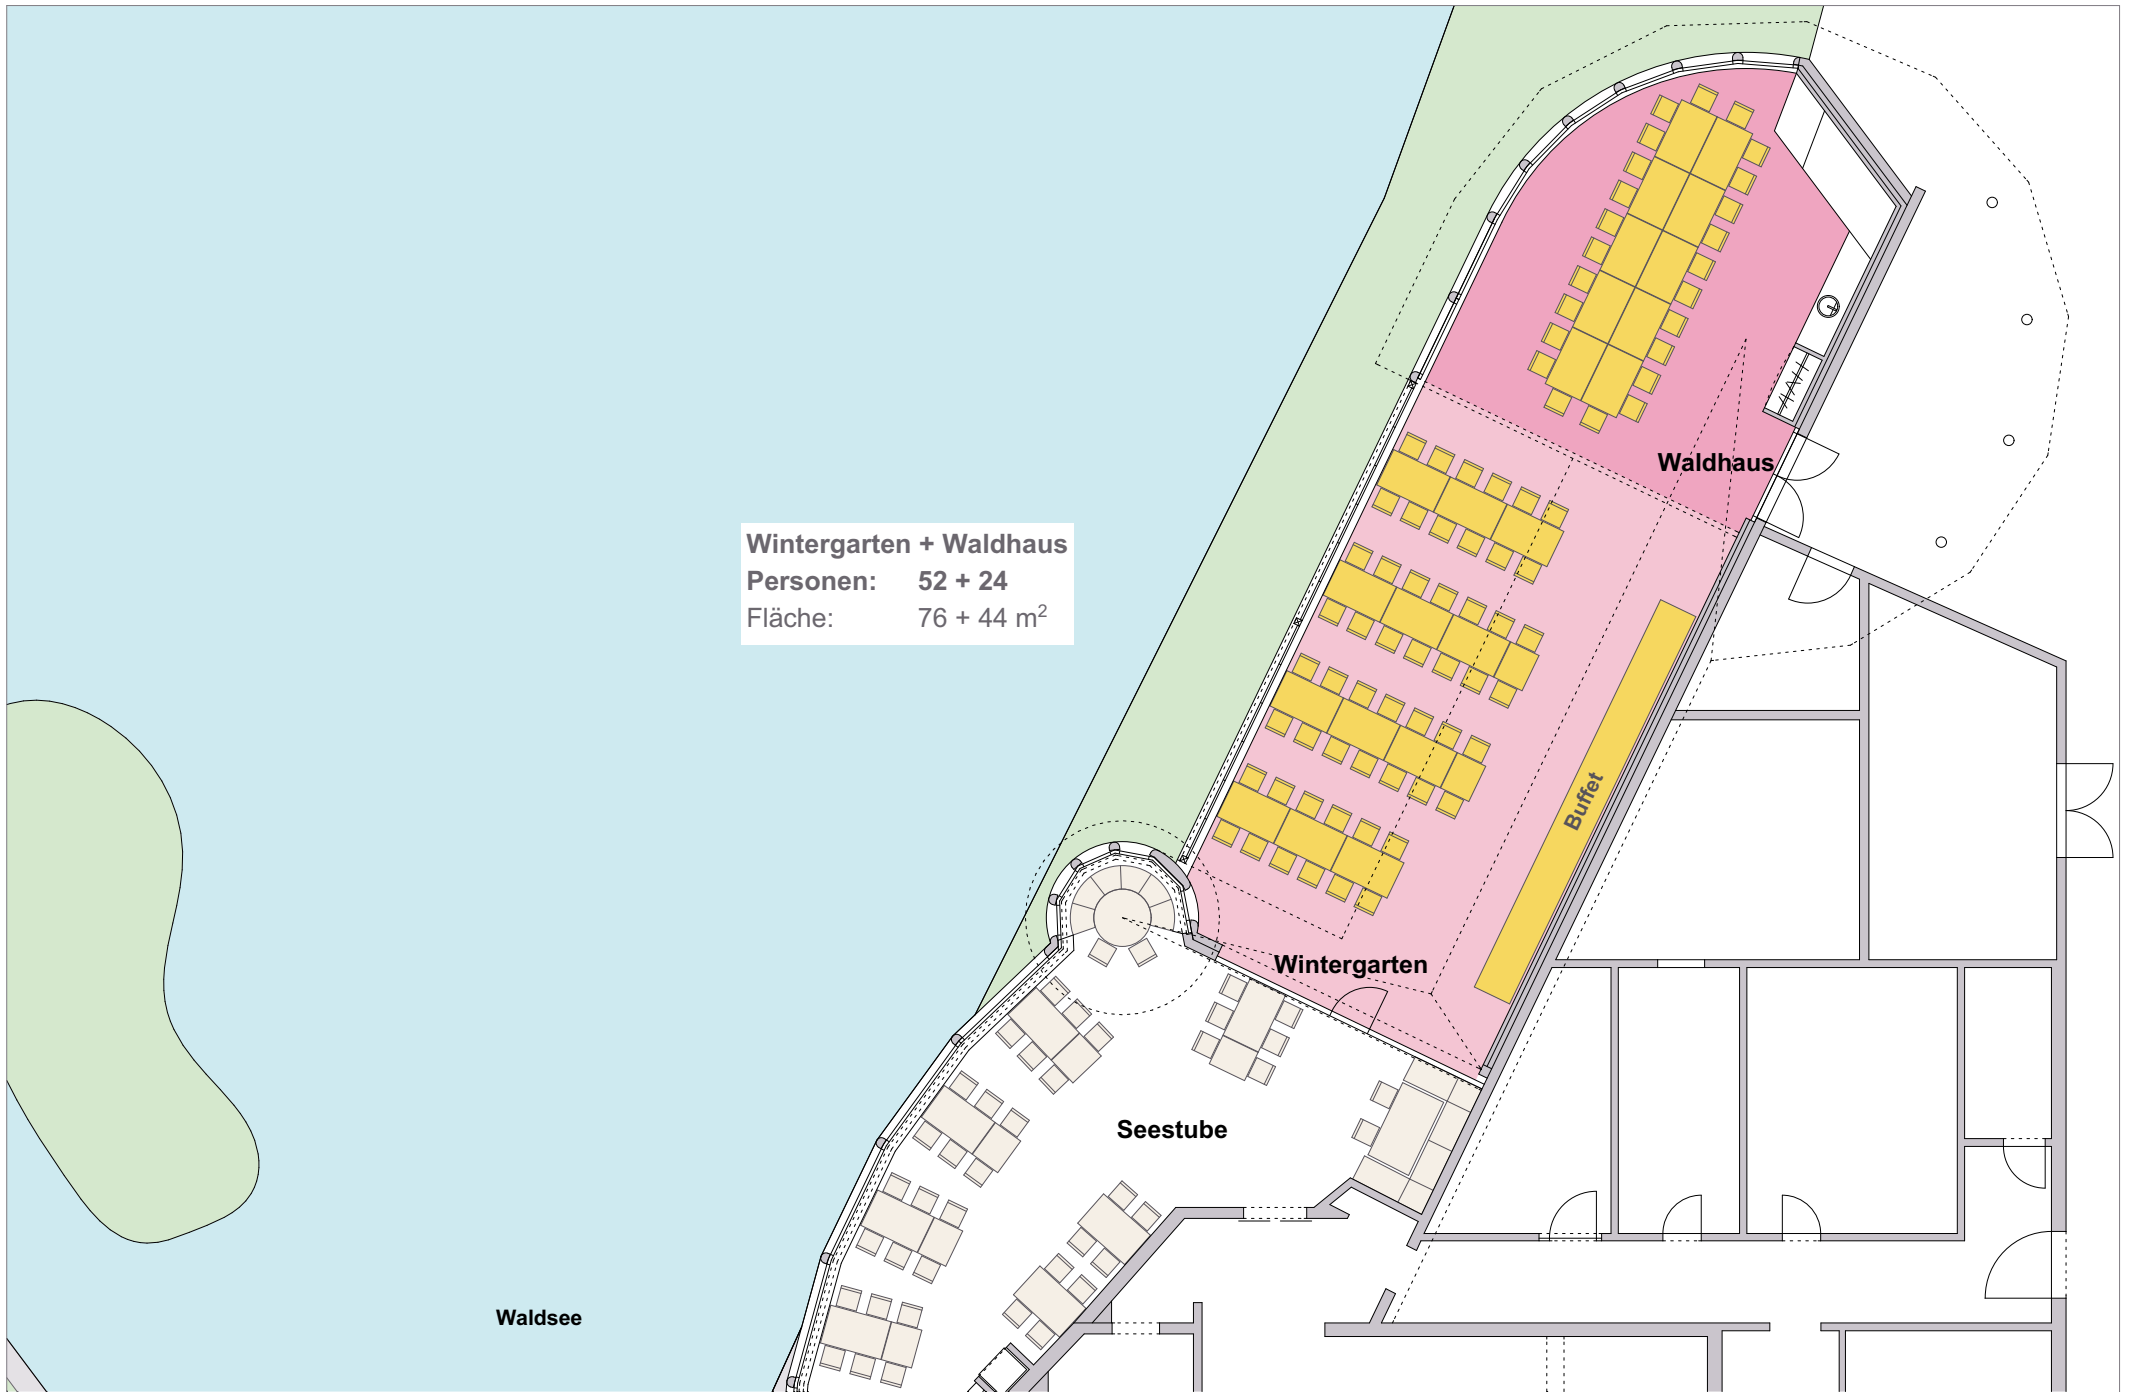 Waldhaus
Wintergarten + Waldhaus
Personen: 52 + 24
Fläche: 76 + 44 m²
Buffet
Wintergarten
Seestube
Waldsee